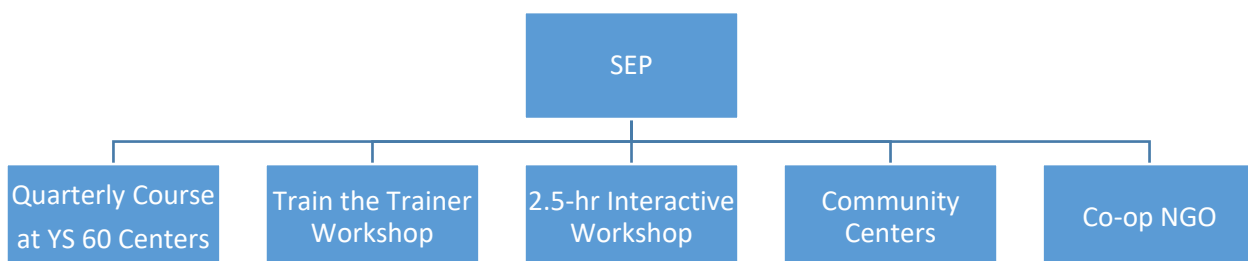 SEP
Quarterly Course
at YS 60 Centers
Train the Trainer
Workshop
2.5-hr Interactive
Workshop
Community
Centers
Co-op NGO